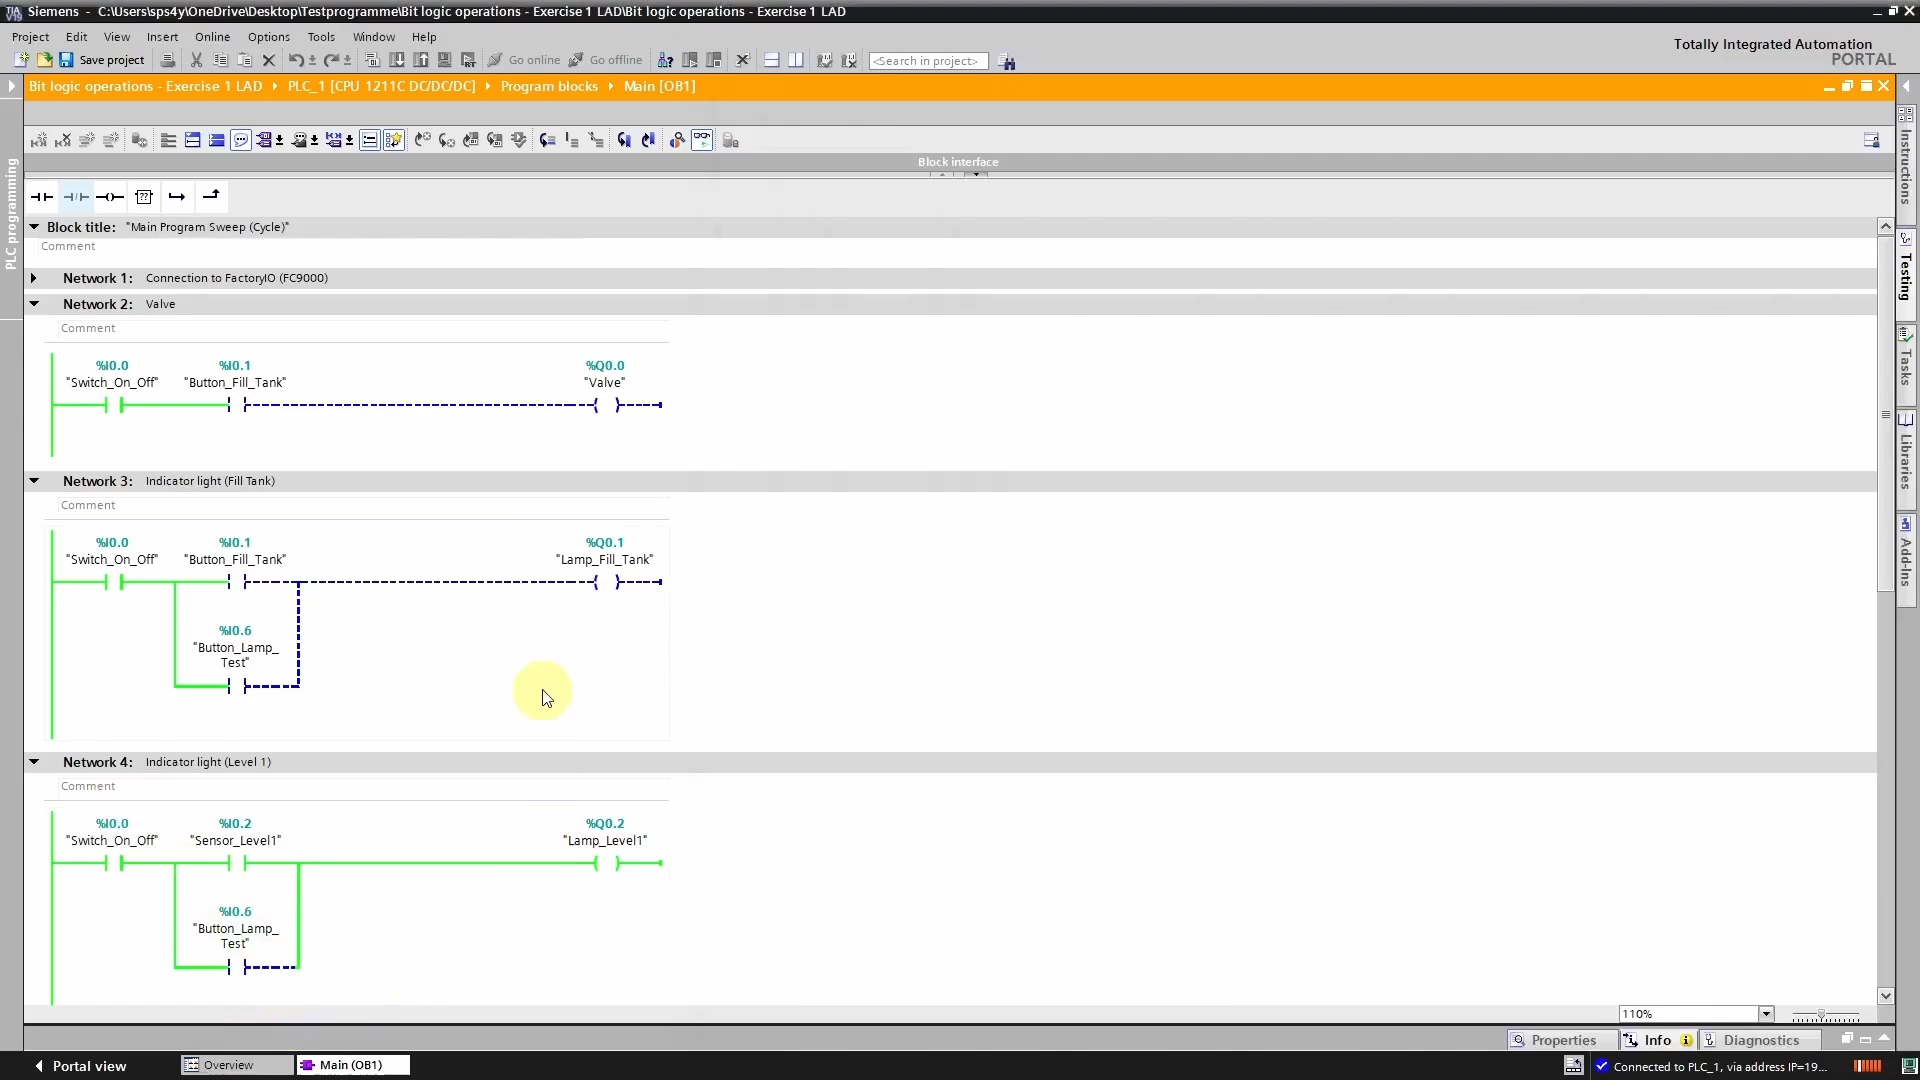 Siemens - C:\Users\sps4y\OneDrive\Desktop\Testprogramme\Bit logic operations - Exercise 1 LAD\Bit logic operations - Exercise 1 LAD
Project Edit View Insert Online Options Tools Window Help
Totally Integrated Automation
PORTAL
Save project
Go online
Go offline
<Search in project>
Bit logic operations - Exercise 1 LAD
PLC_1 [CPU 1211C DC/DC/DC]
Program blocks
Main [OB1]
PLC programming
Block interface
??
Block title: "Main Program Sweep (Cycle)"
Comment
Network 1: Connection to FactoryIO (FC9000)
Network 2: Valve
Comment
%I0.0 %I0.1 %Q0.0
"Switch_On_Off" "Button_Fill_Tank" "Valve"
Network 3: Indicator light (Fill Tank)
Comment
%I0.0 %I0.1 %Q0.1
"Switch_On_Off" "Button_Fill_Tank" "Lamp_Fill_Tank"
%I0.6
"Button_Lamp_
Test"
Network 4: Indicator light (Level 1)
Comment
%I0.0 %I0.2 %Q0.2
"Switch_On_Off" "Sensor_Level1" "Lamp_Level1"
%I0.6
"Button_Lamp_
Test"
Instructions
Testing
Tasks
Libraries
Add-Ins
110%
Properties
Info
Diagnostics
Portal view
Overview
Main (OB1)
Connected to PLC_1, via address IP=19...